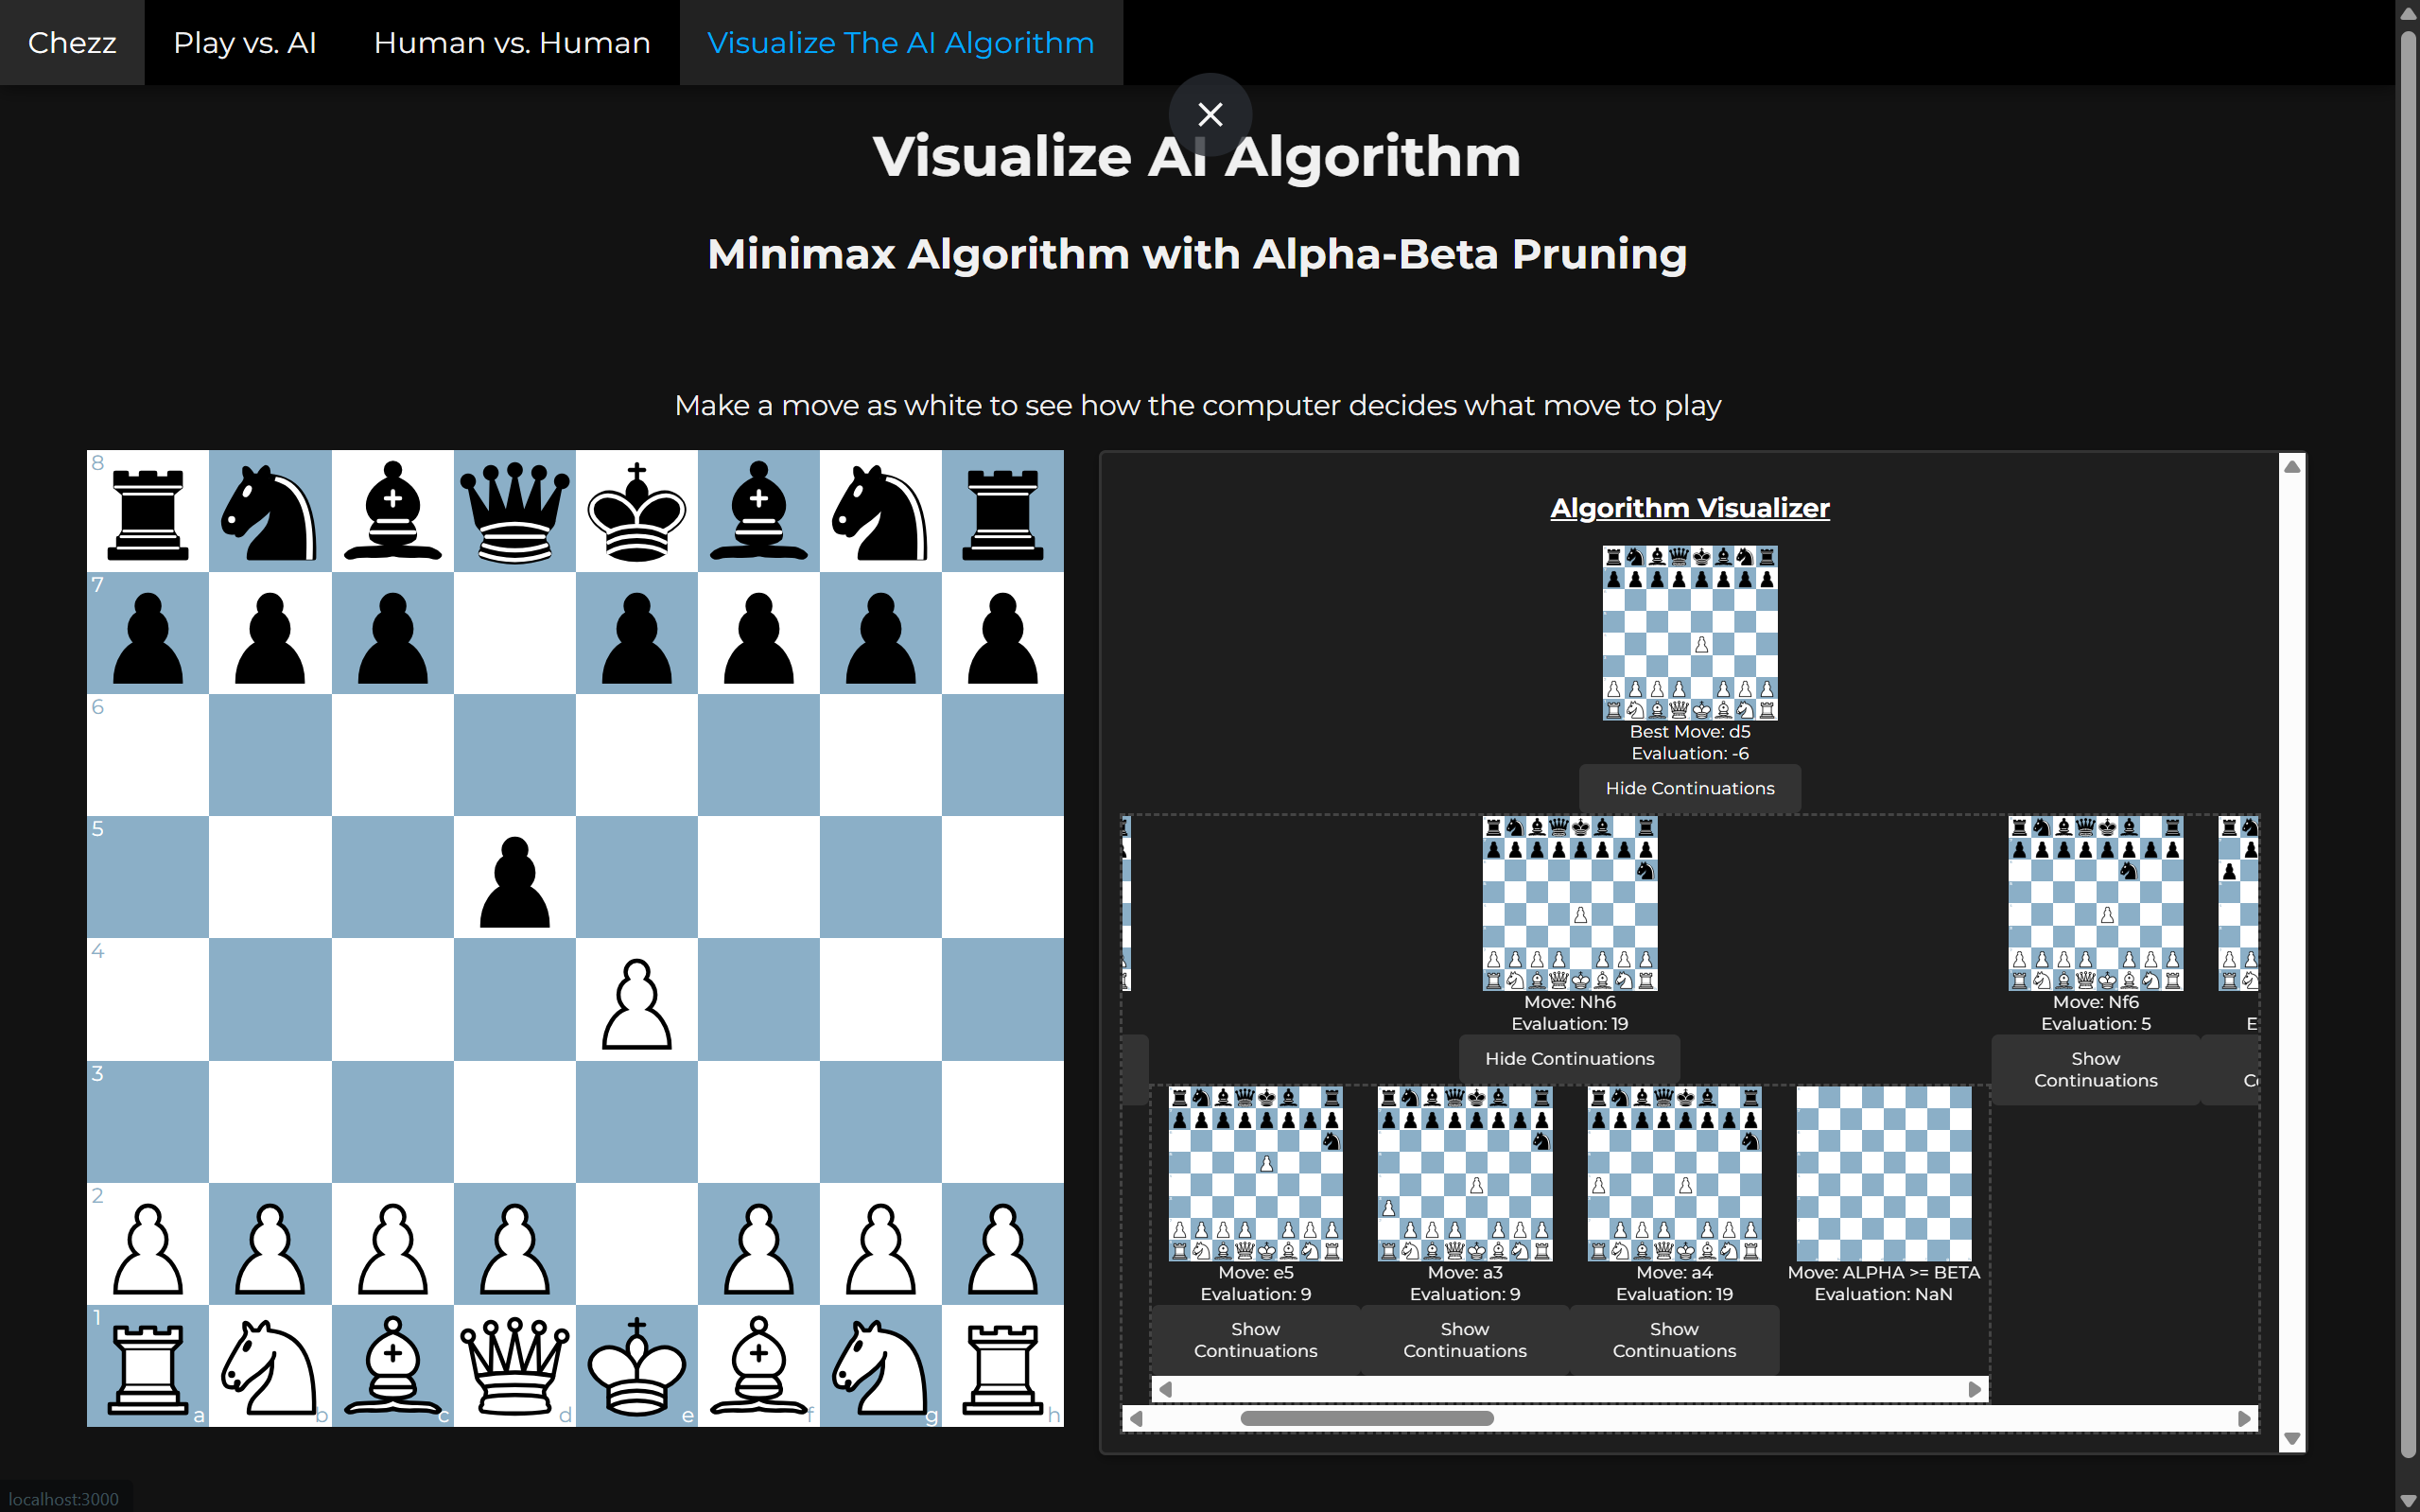 Chezz Play vs. AI Human vs. Human Visualize The AI Algorithm
Visualize AI Algorithm
Minimax Algorithm with Alpha-Beta Pruning
Make a move as white to see how the computer decides what move to play
8
7
6
5
4
3
2
1
a b c d e f g h
Algorithm Visualizer
Best Move: d5
Evaluation: -6
Hide Continuations
Move: Nh6
Evaluation: 19
Hide Continuations
Move: Nf6
Evaluation: 5
Show
Continuations
E
Co
Move: e5
Evaluation: 9
Show
Continuations
Move: a3
Evaluation: 9
Show
Continuations
Move: a4
Evaluation: 19
Show
Continuations
Move: ALPHA >= BETA
Evaluation: NaN
localhost:3000